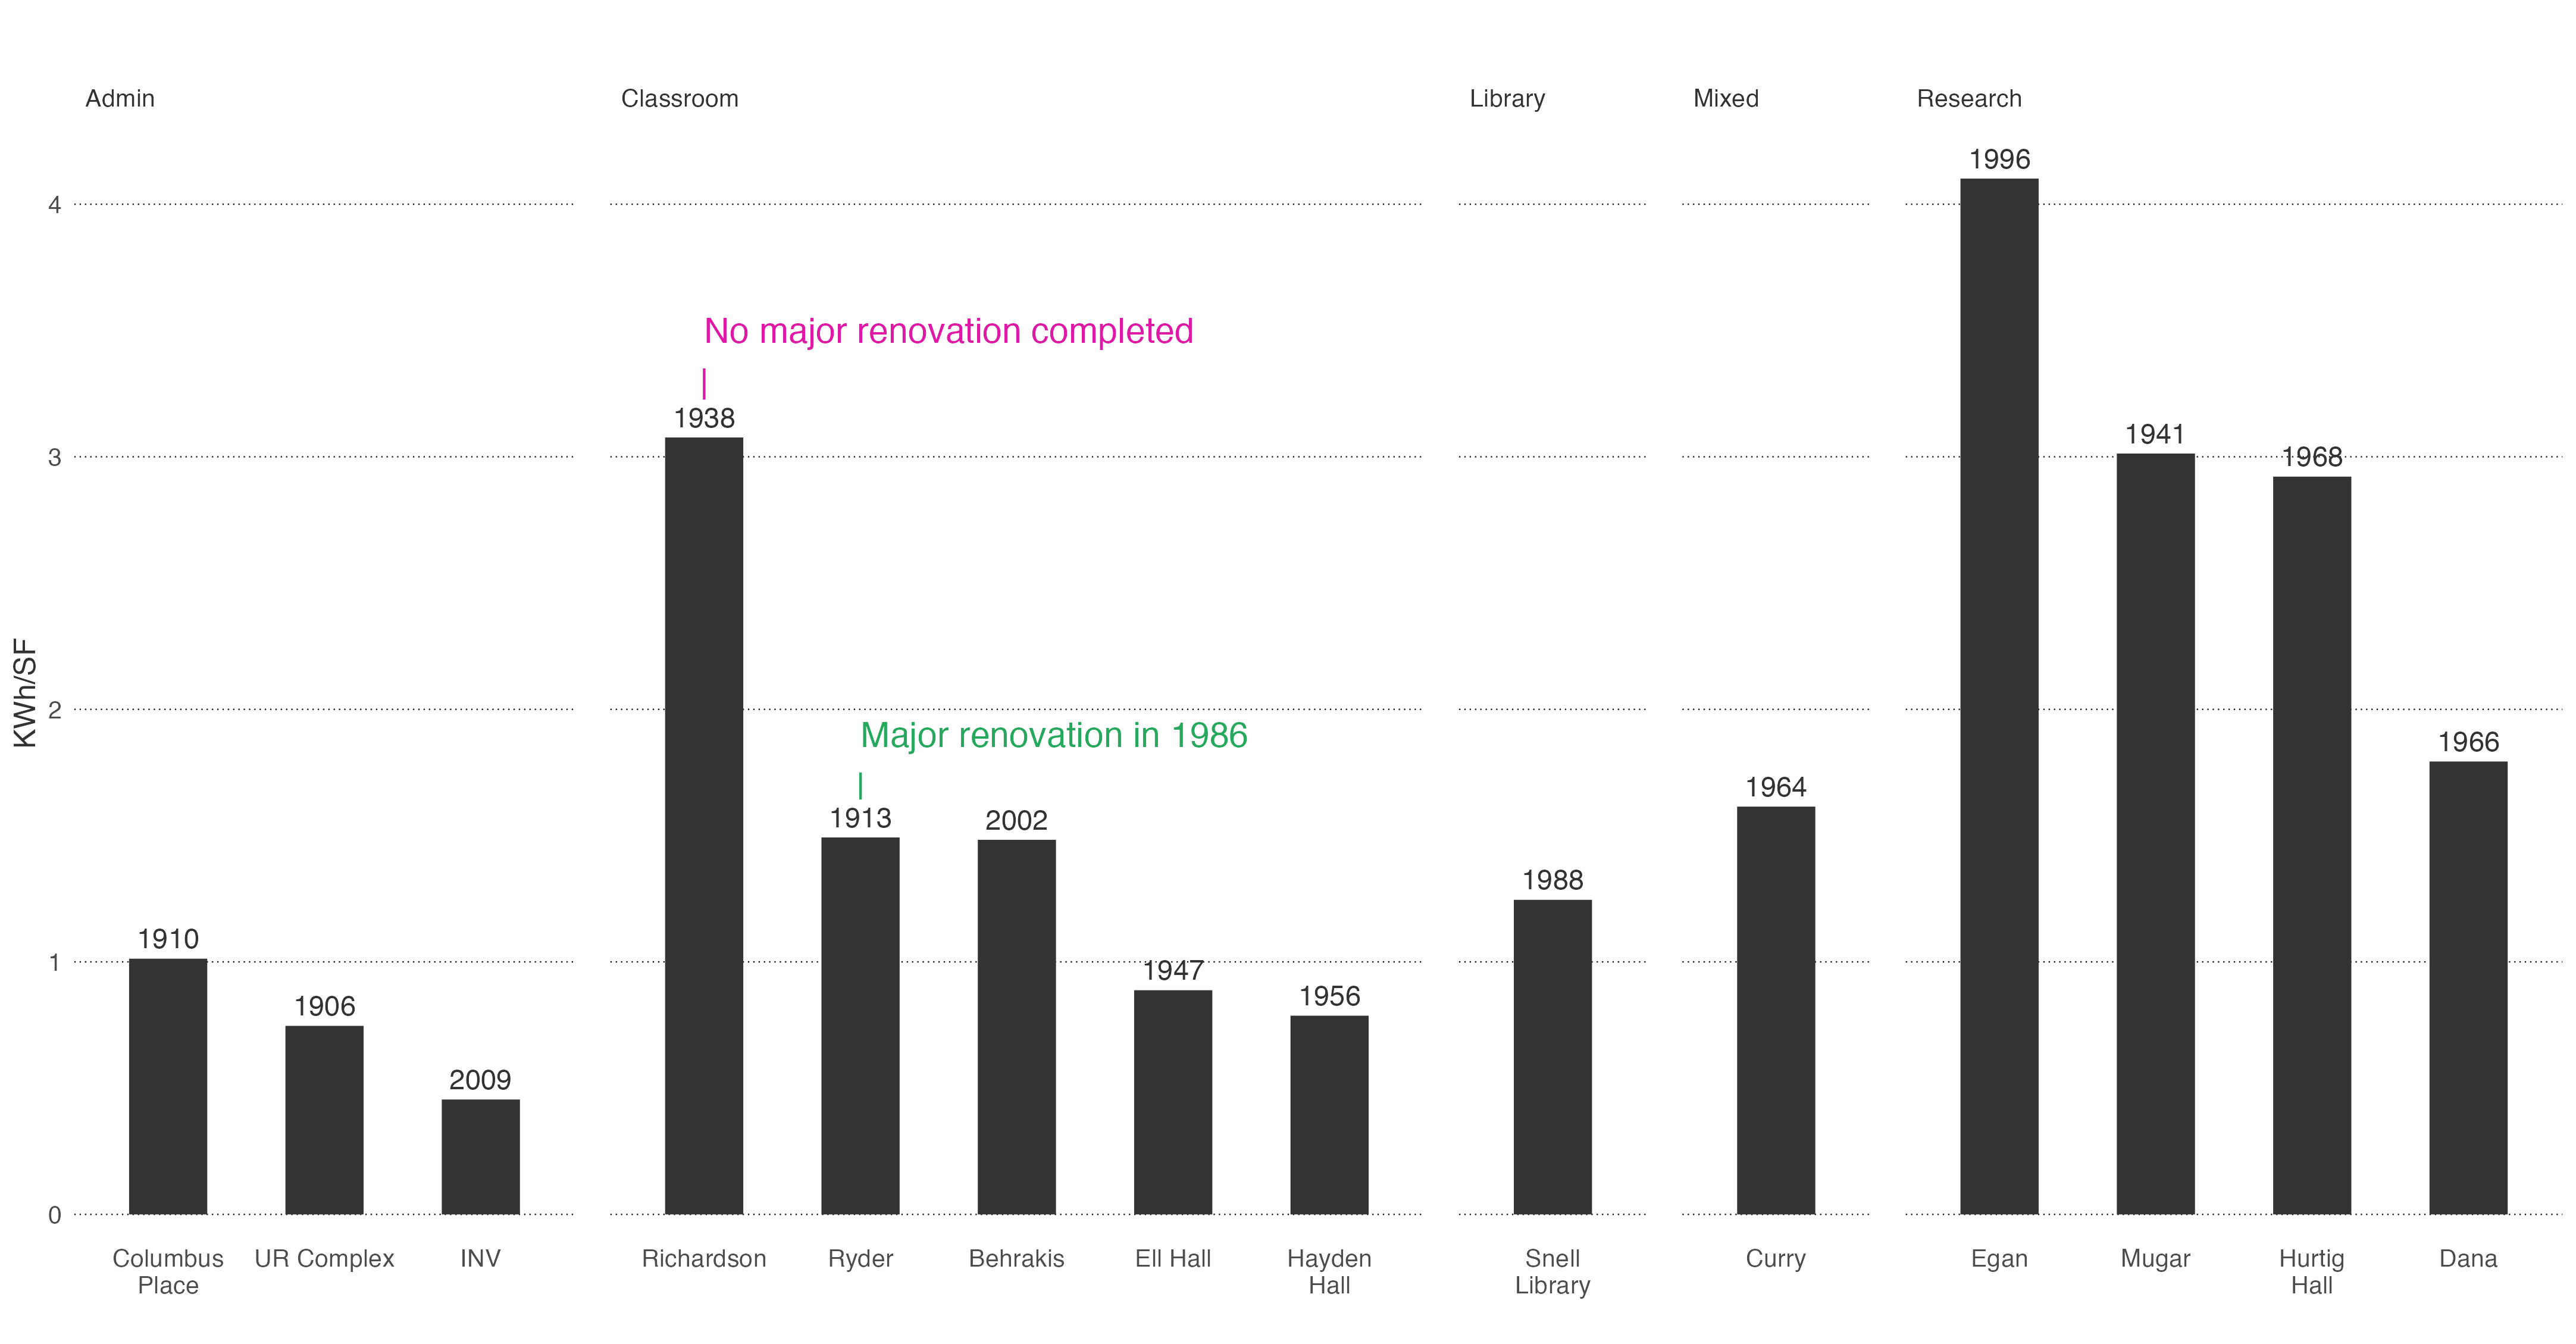 Admin
Classroom
Library
Mixed
Research
1996
4
No major renovation completed
1938
1941
3
1968
KWh/SF
2
Major renovation in 1986
1966
1964
1913
2002
1988
1910
1
1947
1906
1956
2009
0
Columbus
Place
UR Complex
INV
Richardson
Ryder
Behrakis
Ell Hall
Hayden
Hall
Snell
Library
Curry
Egan
Mugar
Hurtig
Hall
Dana